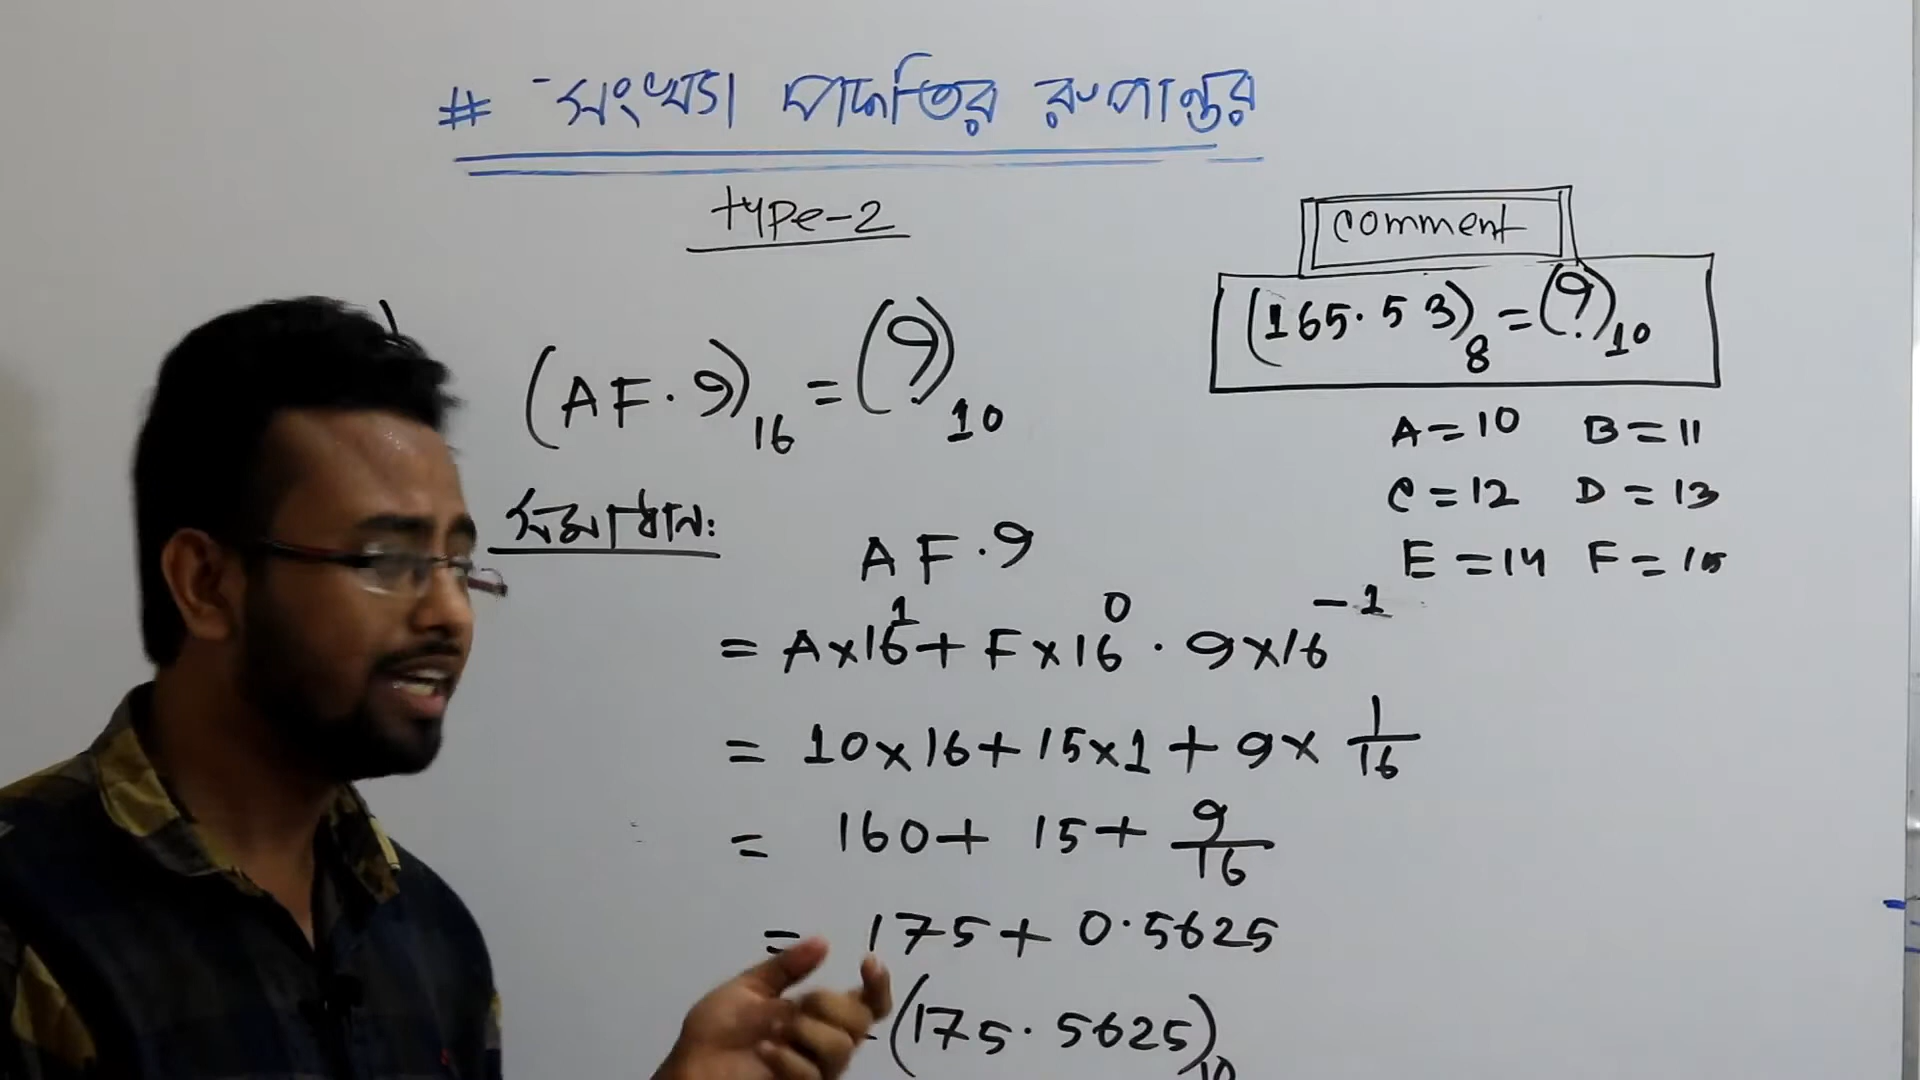 # সংখ্যা পদ্ধতির রুপান্তর
type-2
comment
(165.53)₈ = (?)₁₀
(AF.9)₁₆ = (?)₁₀
A = 10 B = 11
C = 12 D = 13
E = 14 F = 15
সমাধান:
AF.9
= A×16¹ + F×16⁰ . 9×16⁻¹
= 10×16 + 15×1 + 9× 1/16
= 160 + 15 + 9/16
= 175 + 0.5625
(175.5625)₁₀